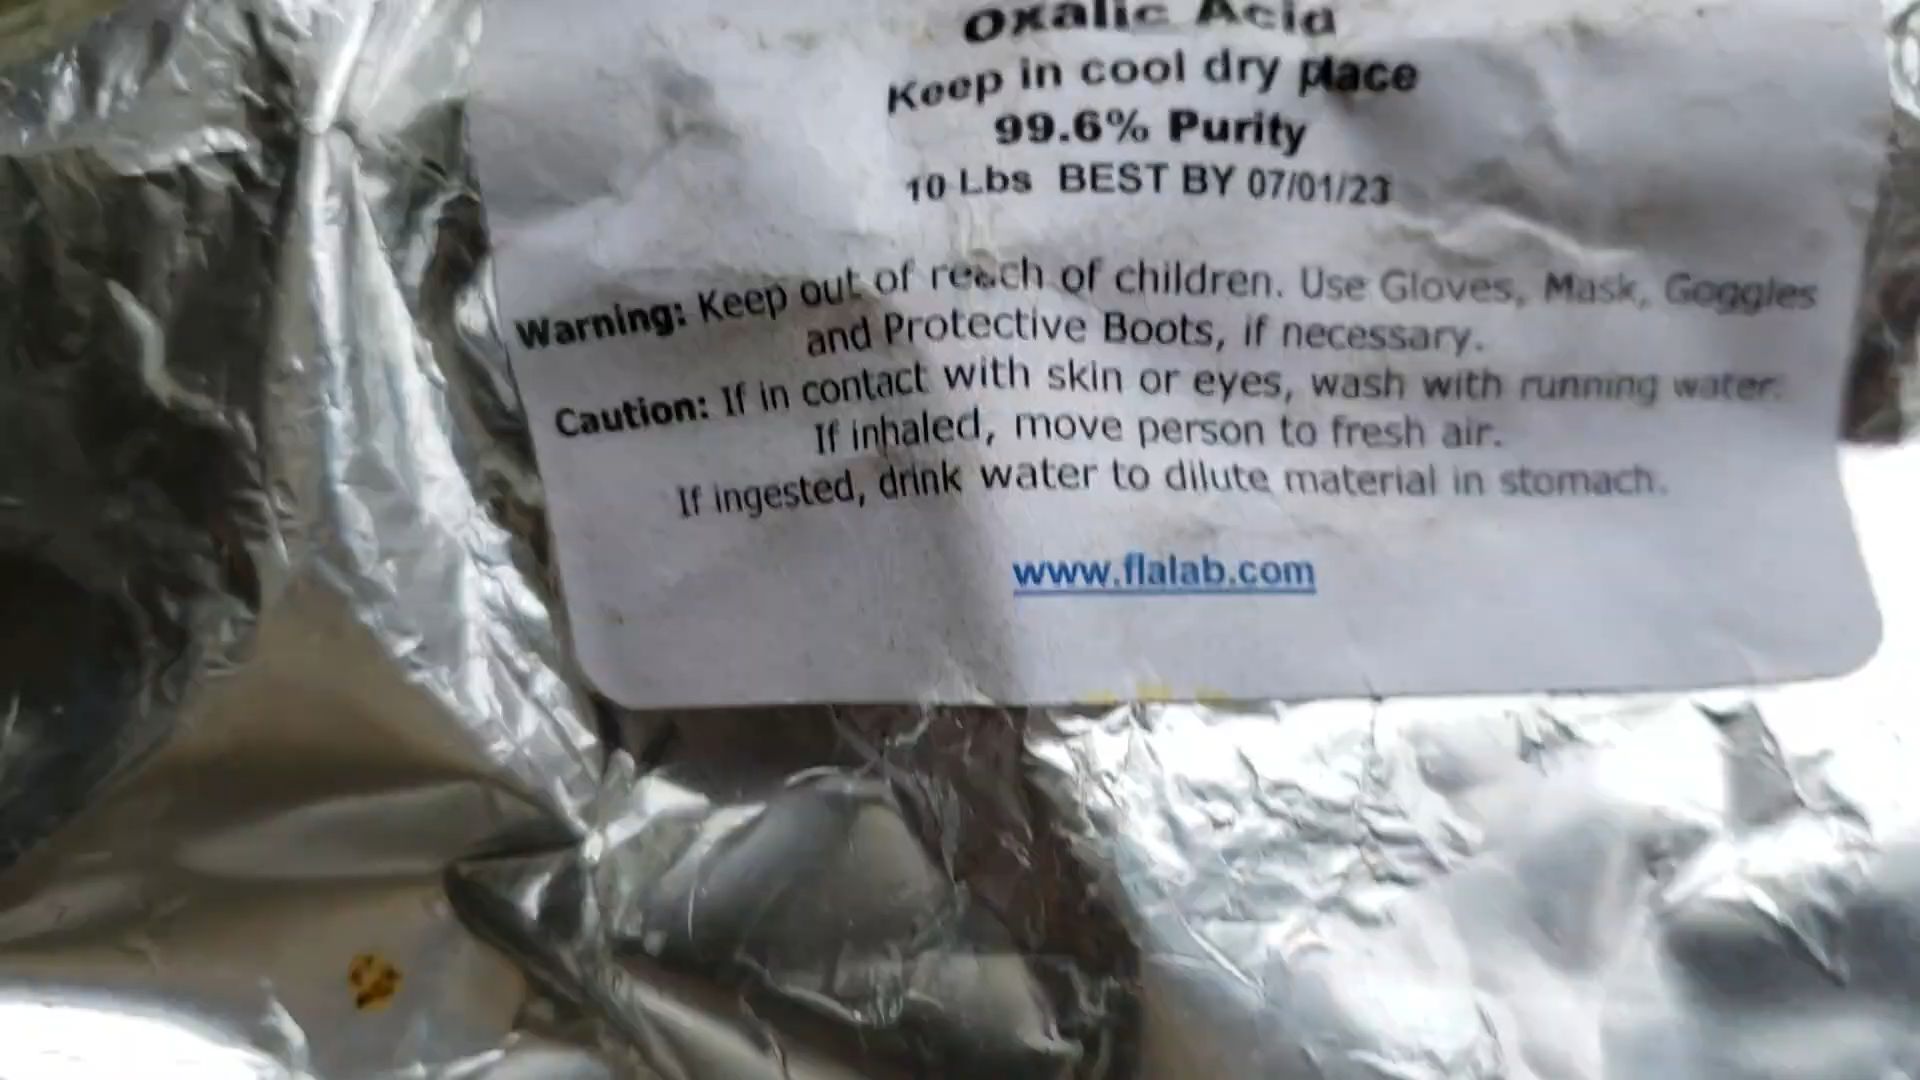 Oxalic Acid
Keep in cool dry place
99.6% Purity
10 Lbs BEST BY 07/01/23
Warning: Keep out of reach of children. Use Gloves, Mask, Goggles
and Protective Boots, if necessary.
Caution: If in contact with skin or eyes, wash with running water.
If inhaled, move person to fresh air.
If ingested, drink water to dilute material in stomach.
www.flalab.com